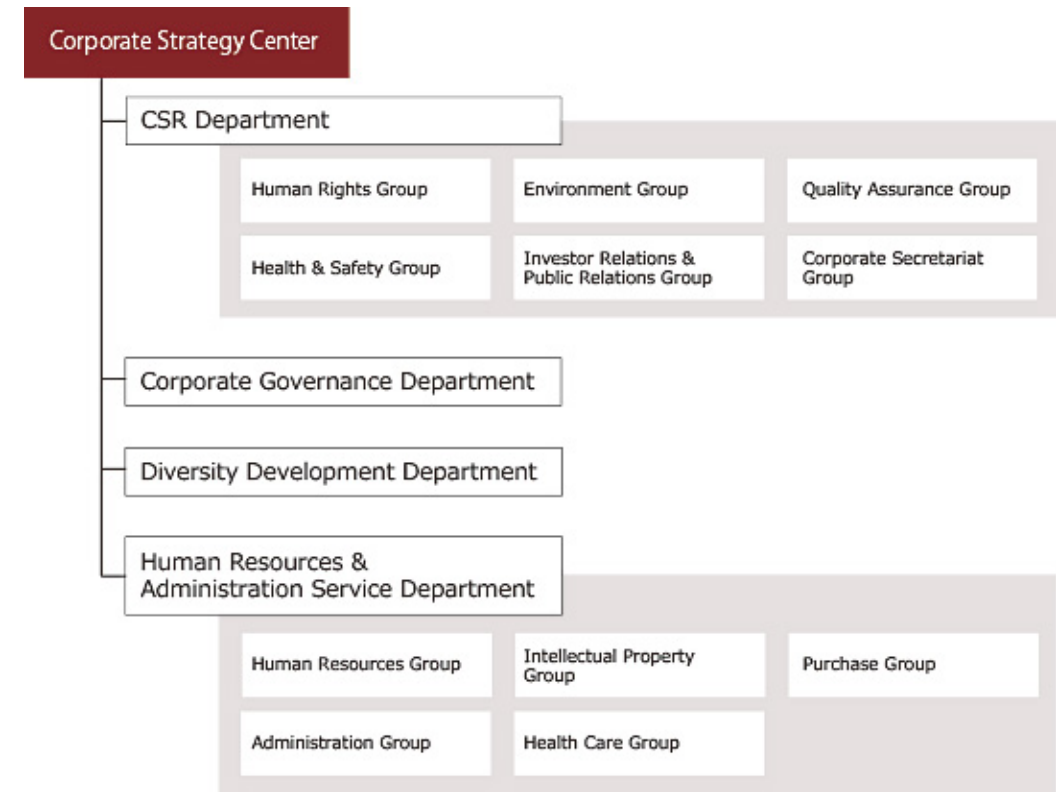 Corporate Strategy Center
CSR Department
Human Rights Group
Environment Group
Quality Assurance Group
Health & Safety Group
Investor Relations &
Public Relations Group
Corporate Secretariat
Group
Corporate Governance Department
Diversity Development Department
Human Resources &
Administration Service Department
Human Resources Group
Intellectual Property
Group
Purchase Group
Administration Group
Health Care Group